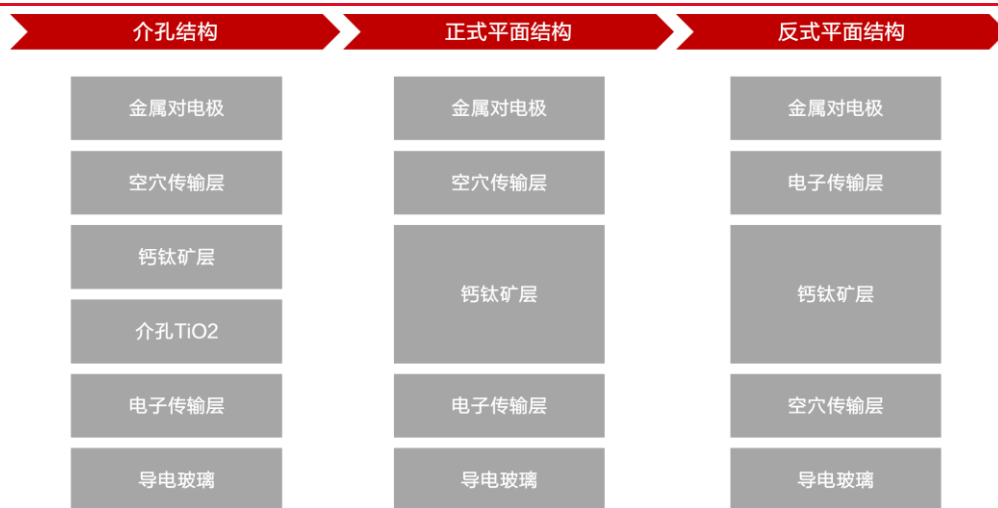 介孔结构
正式平面结构
反式平面结构
金属对电极
空穴传输层
钙钛矿层
介孔TiO2
电子传输层
导电玻璃
金属对电极
空穴传输层
钙钛矿层
电子传输层
导电玻璃
金属对电极
电子传输层
钙钛矿层
空穴传输层
导电玻璃